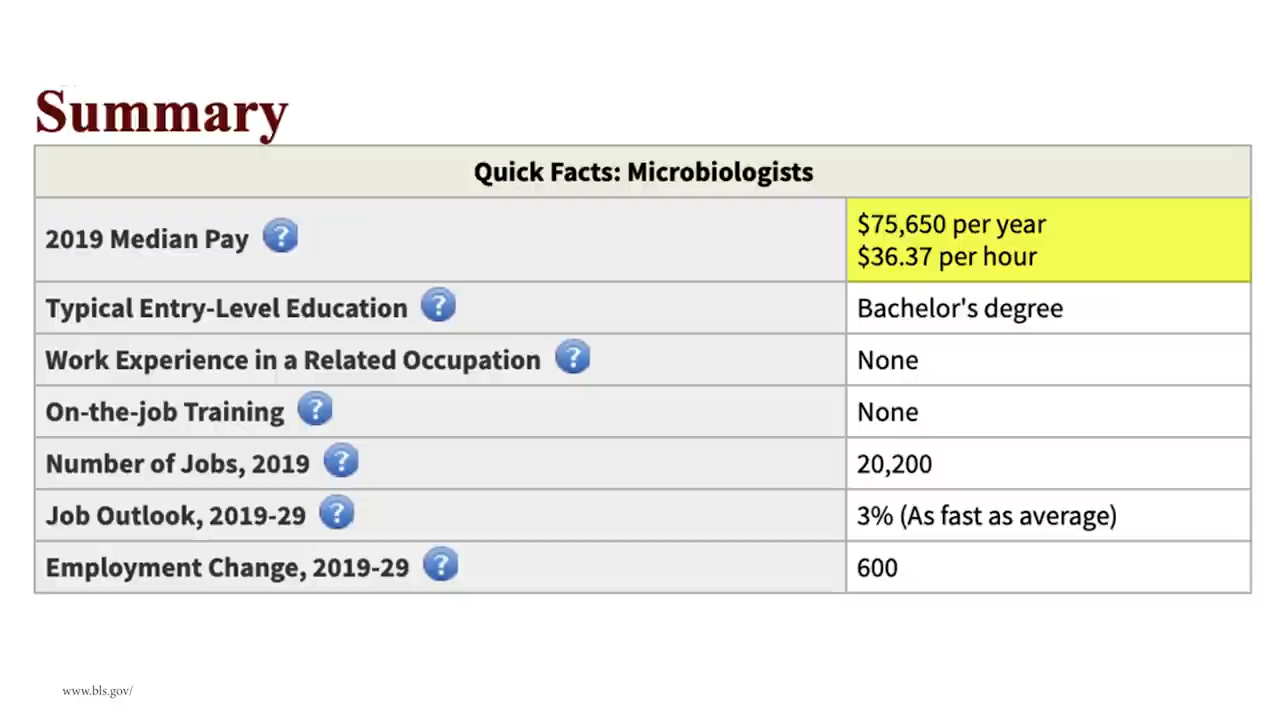 Summary
Quick Facts: Microbiologists
2019 Median Pay ?
$75,650 per year
$36.37 per hour
Typical Entry-Level Education ?
Bachelor's degree
Work Experience in a Related Occupation ?
None
On-the-job Training ?
None
Number of Jobs, 2019 ?
20,200
Job Outlook, 2019-29 ?
3% (As fast as average)
Employment Change, 2019-29 ?
600
www.bls.gov/